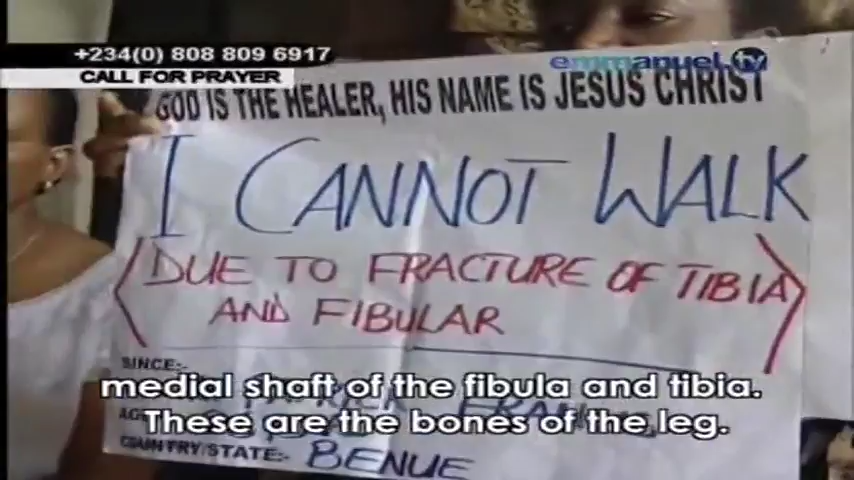 +234(0) 808 809 6917
CALL FOR PRAYER
emmanuel.tv
GOD IS THE HEALER, HIS NAME IS JESUS CHRIST
I CANNOT WALK
DUE TO FRACTURE OF TIBIA
AND FIBULAR
SINCE:-
medial shaft of the fibula and tibia.
These are the bones of the leg.
COUNTRY/STATE:- BENUE